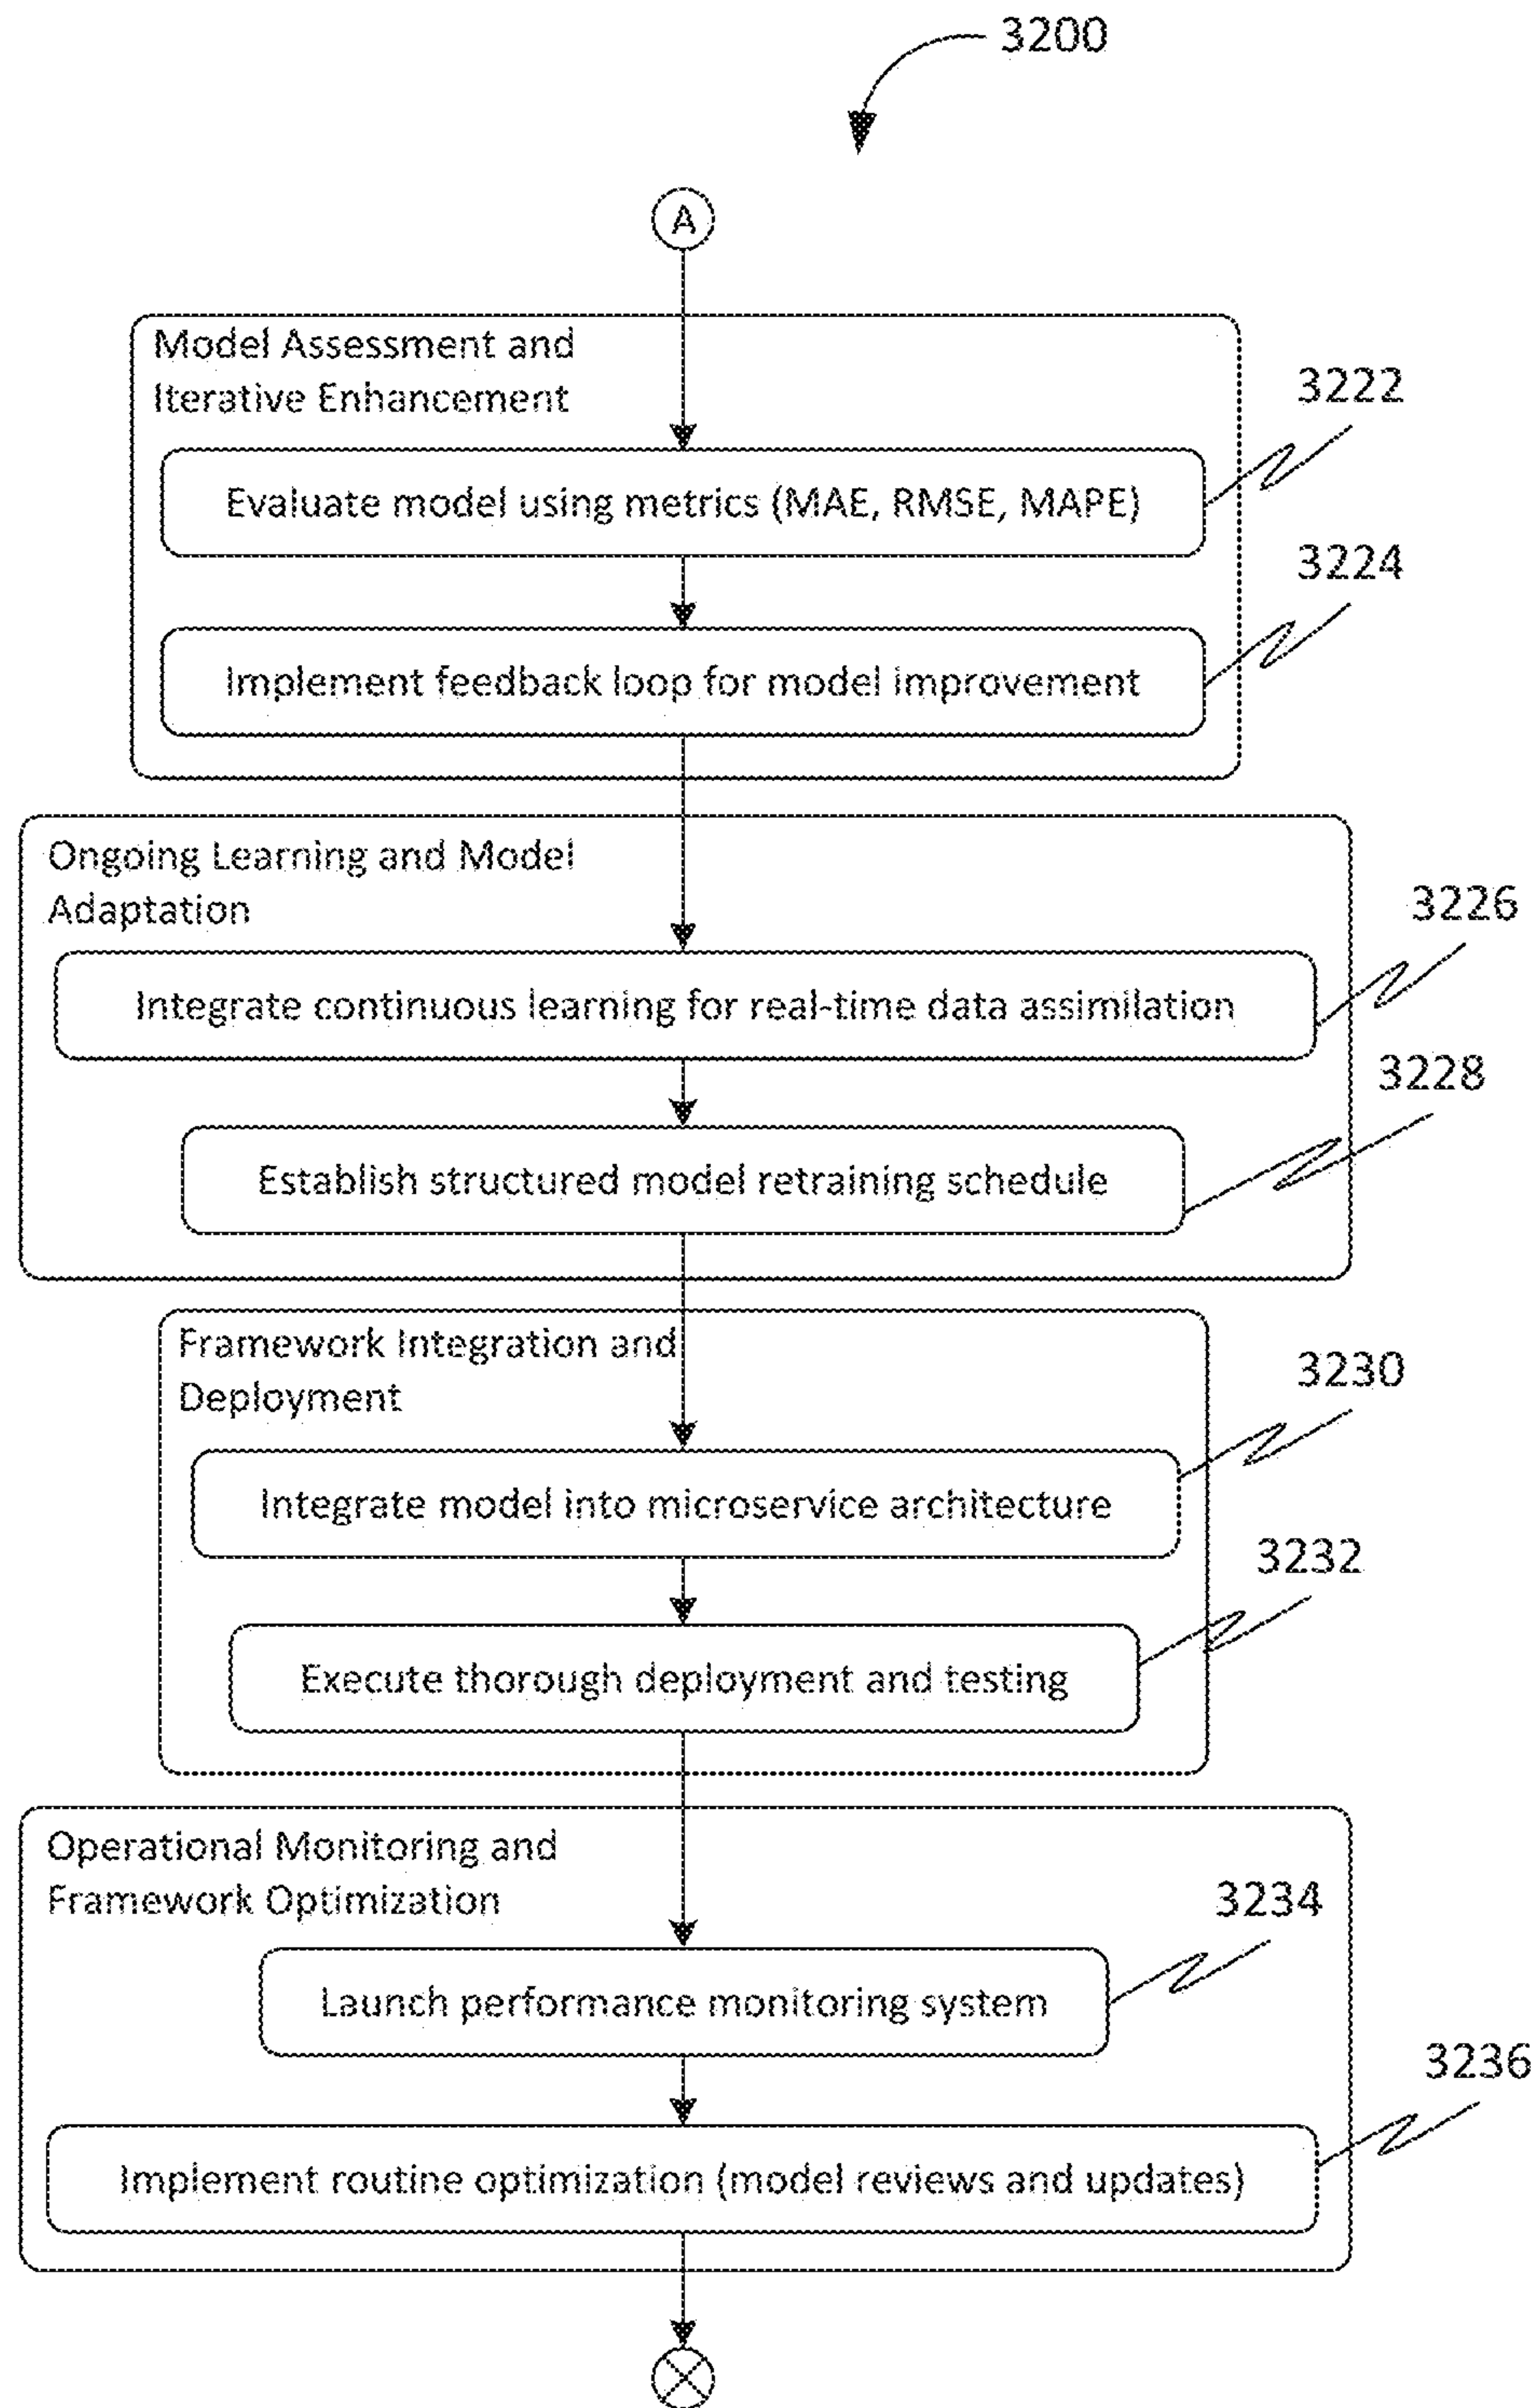 3200
A
Model Assessment and
Iterative Enhancement
3222
Evaluate model using metrics (MAE, RMSE, MAPE)
3224
Implement feedback loop for model improvement
Ongoing Learning and Model
Adaptation
3226
Integrate continuous learning for real-time data assimilation
3228
Establish structured model retraining schedule
Framework Integration and
Deployment
3230
Integrate model into microservice architecture
3232
Execute thorough deployment and testing
Operational Monitoring and
Framework Optimization
3234
Launch performance monitoring system
3236
Implement routine optimization (model reviews and updates)